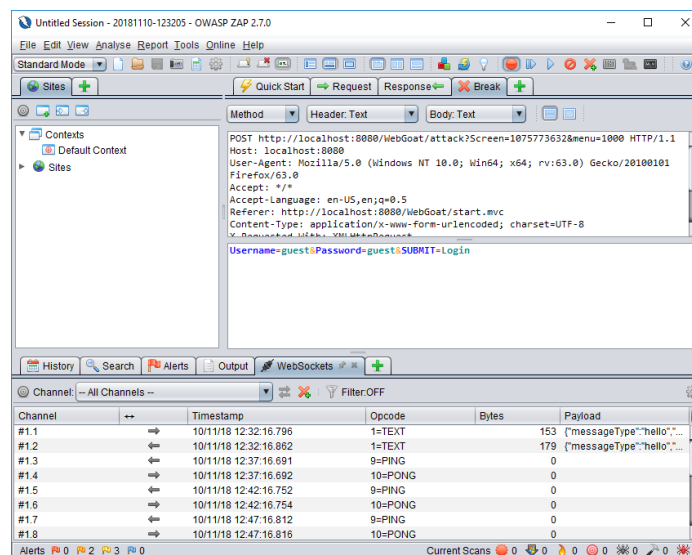 Untitled Session - 20181110-123205 - OWASP ZAP 2.7.0
File Edit View Analyse Report Tools Online Help
Standard Mode
Sites
Quick Start Request Response Break
Method Header: Text Body: Text
Contexts
Default Context
Sites
POST http://localhost:8080/WebGoat/attack?Screen=1075773632&menu=1000 HTTP/1.1
Host: localhost:8080
User-Agent: Mozilla/5.0 (Windows NT 10.0; Win64; x64; rv:63.0) Gecko/20100101
Firefox/63.0
Accept: */*
Accept-Language: en-US,en;q=0.5
Referer: http://localhost:8080/WebGoat/start.mvc
Content-Type: application/x-www-form-urlencoded; charset=UTF-8
X-Requested-With: XMLHttpRequest
Username=guest&Password=guest&SUBMIT=Login
History Search Alerts Output WebSockets
Channel: -- All Channels -- Filter:OFF
Channel Timestamp Opcode Bytes Payload
#1.1 10/11/18 12:32:16.796 1=TEXT 153 {"messageType":"hello","...
#1.2 10/11/18 12:32:16.862 1=TEXT 179 {"messageType":"hello","...
#1.3 10/11/18 12:37:16.691 9=PING 0
#1.4 10/11/18 12:37:16.692 10=PONG 0
#1.5 10/11/18 12:42:16.752 9=PING 0
#1.6 10/11/18 12:42:16.754 10=PONG 0
#1.7 10/11/18 12:47:16.812 9=PING 0
#1.8 10/11/18 12:47:16.816 10=PONG 0
Alerts 0 2 3 0 Current Scans 0 0 0 0 0 0 0